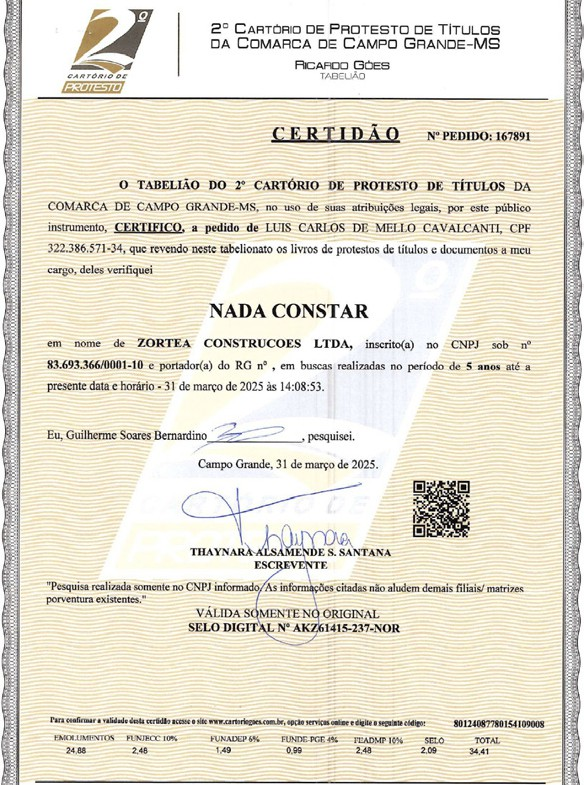 2º
CARTÓRIO DE
PROTESTO
2º CARTÓRIO DE PROTESTO DE TÍTULOS
DA COMARCA DE CAMPO GRANDE-MS
RICARDO GÓES
TABELIÃO
CERTIDÃO Nº PEDIDO: 167891
O TABELIÃO DO 2º CARTÓRIO DE PROTESTO DE TÍTULOS DA
COMARCA DE CAMPO GRANDE-MS, no uso de suas atribuições legais, por este público
instrumento, CERTIFICO, a pedido de LUIS CARLOS DE MELLO CAVALCANTI, CPF
322.386.571-34, que revendo neste tabelionato os livros de protestos de títulos e documentos a meu
cargo, deles verifiquei
NADA CONSTAR
em nome de ZORTEA CONSTRUCOES LTDA, inscrito(a) no CNPJ sob nº
83.693.366/0001-10 e portador(a) do RG nº , em buscas realizadas no período de 5 anos até a
presente data e horário - 31 de março de 2025 às 14:08:53.
Eu, Guilherme Soares Bernardino, pesquisei.
Campo Grande, 31 de março de 2025.
Thaynara
THAYNARA ALSAMENDE S. SANTANA
ESCREVENTE
"Pesquisa realizada somente no CNPJ informado. As informações citadas não aludem demais filiais/ matrizes
porventura existentes."
VÁLIDA SOMENTE NO ORIGINAL
SELO DIGITAL Nº AKZ61415-237-NOR
Para confirmar a validade desta certidão acesse o site www.cartoriogoes.com.br, opção serviços online e digite o seguinte código: 80124087780154109008
EMOLUMENTOS FUNJECC 10% FUNADEP 6% FUNDE-PGE 4% FEADMP 10% SELO TOTAL
24,88 2,48 1,49 0,99 2,48 2,09 34,41